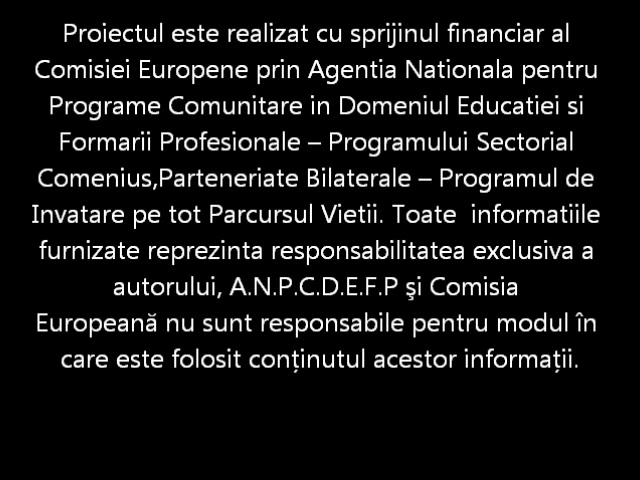 Proiectul este realizat cu sprijinul financiar al
Comisiei Europene prin Agentia Nationala pentru
Programe Comunitare in Domeniul Educatiei si
Formarii Profesionale – Programului Sectorial
Comenius,Parteneriate Bilaterale – Programul de
Invatare pe tot Parcursul Vietii. Toate  informatiile
furnizate reprezinta responsabilitatea exclusiva a
autorului, A.N.P.C.D.E.F.P şi Comisia
Europeană nu sunt responsabile pentru modul în
care este folosit conținutul acestor informații.